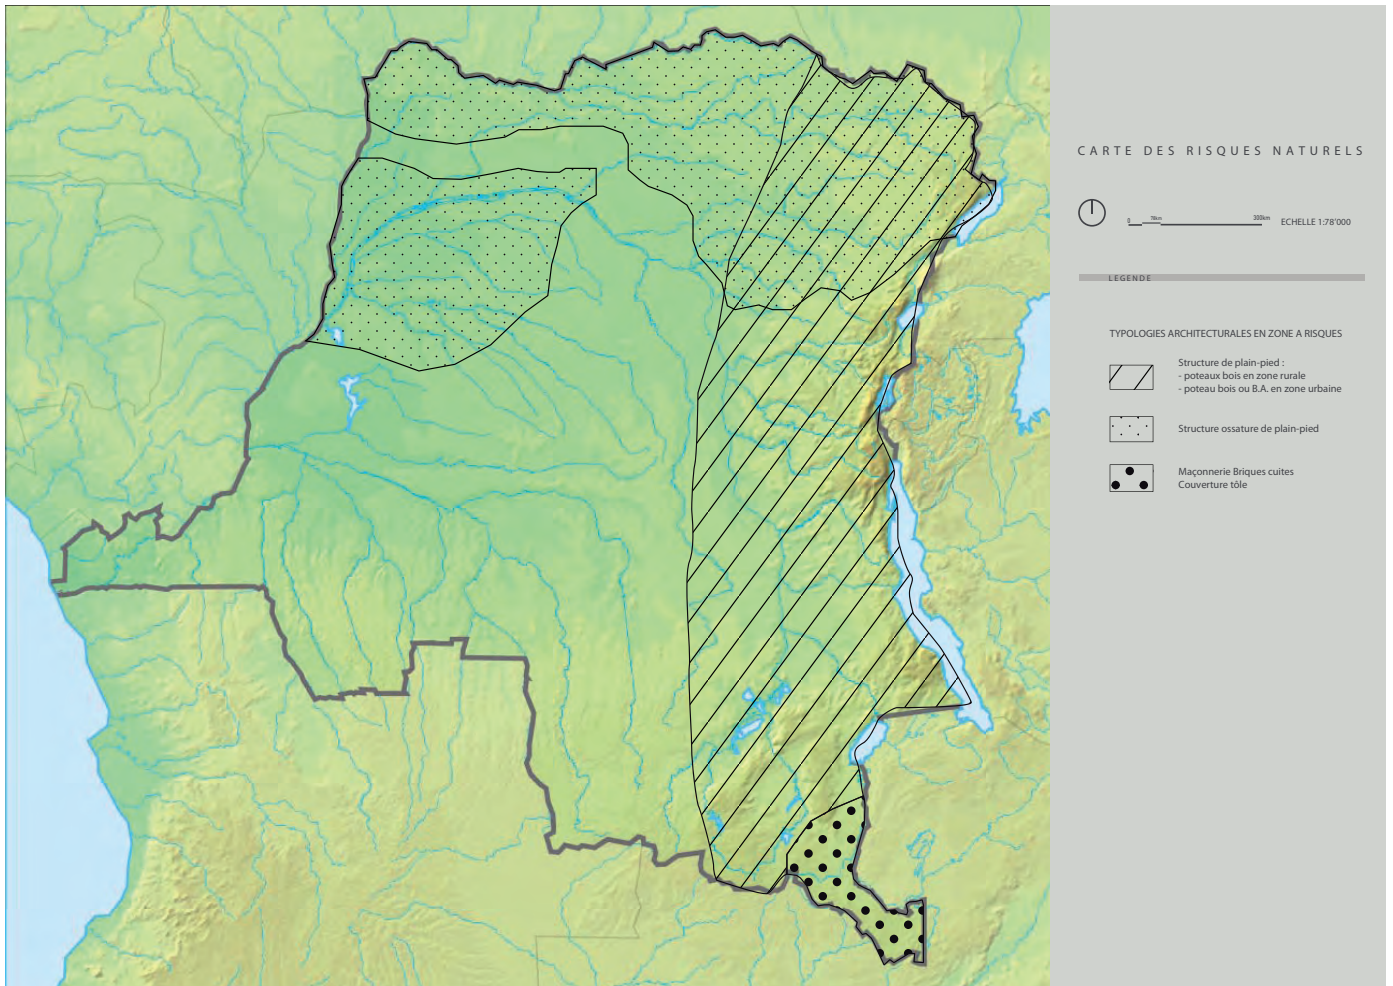 CARTE DES RISQUES NATURELS
0 78km 300km ECHELLE 1:78'000
LEGENDE
TYPOLOGIES ARCHITECTURALES EN ZONE A RISQUES
Structure de plain-pied :
- poteaux bois en zone rurale
- poteau bois ou B.A. en zone urbaine
Structure ossature de plain-pied
Maçonnerie Briques cuites
Couverture tôle